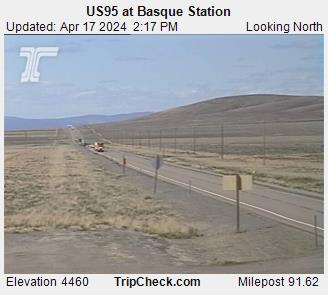 US95 at Basque Station
Updated: Apr 17 2024 2:17 PM Looking North
Elevation 4460 TripCheck.com Milepost 91.62